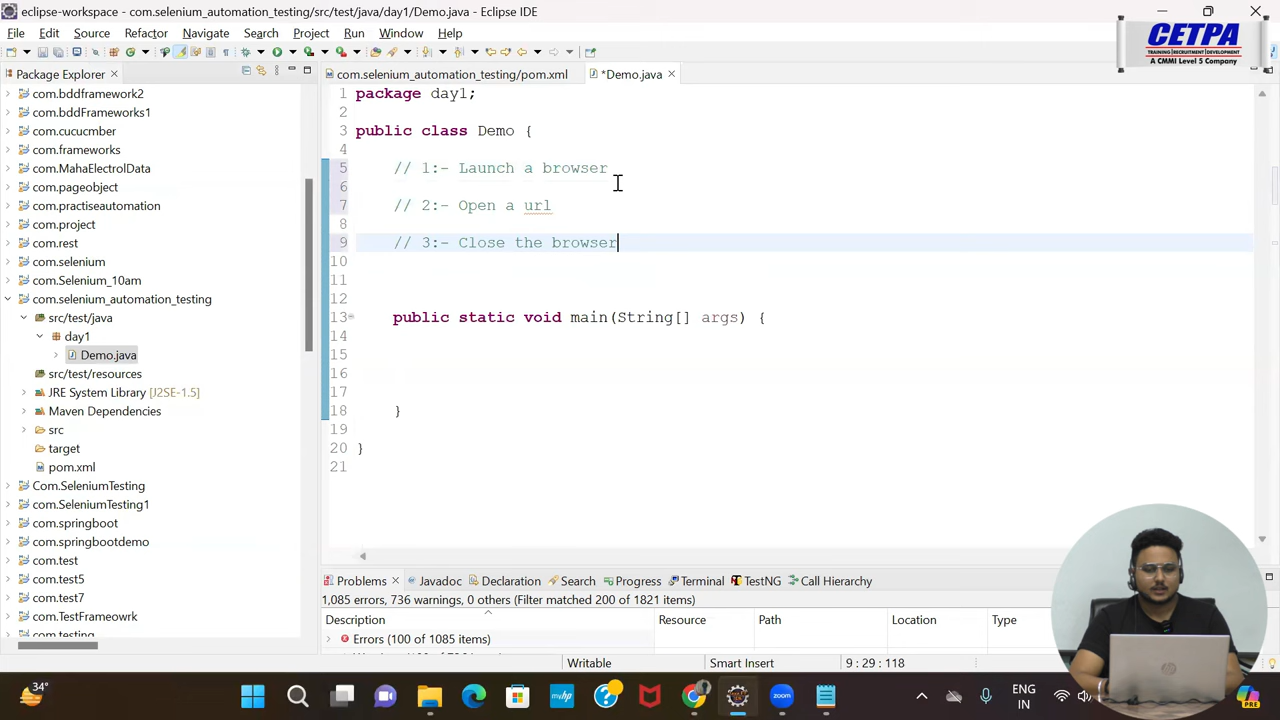 eclipse-workspace - com.selenium_automation_testing/src/test/java/day1/Demo.java - Eclipse IDE
File Edit Source Refactor Navigate Search Project Run Window Help
CETPA
TRAINING|RECRUITMENT|DEVELOPMENT
A CMMI Level 5 Company
Package Explorer
com.selenium_automation_testing/pom.xml
*Demo.java
com.bddframework2
com.bddFrameworks1
com.cucucmber
com.frameworks
com.MahaElectrolData
com.pageobject
com.practiseautomation
com.project
com.rest
com.selenium
com.Selenium_10am
com.selenium_automation_testing
src/test/java
day1
Demo.java
src/test/resources
JRE System Library [J2SE-1.5]
Maven Dependencies
src
target
pom.xml
Com.SeleniumTesting
com.SeleniumTesting1
com.springboot
com.springbootdemo
com.test
com.test5
com.test7
com.TestFrameowrk
com.testing
1 package day1;
2
3 public class Demo {
4
5 // 1:- Launch a browser
6
7 // 2:- Open a url
8
9 // 3:- Close the browser
10
11
12
13 public static void main(String[] args) {
14
15
16
17
18 }
19
20 }
21
Problems Javadoc Declaration Search Progress Terminal TestNG Call Hierarchy
1,085 errors, 736 warnings, 0 others (Filter matched 200 of 1821 items)
Description Resource Path Location Type
Errors (100 of 1085 items)
Writable Smart Insert 9 : 29 : 118
34°
ENG
IN
PRE